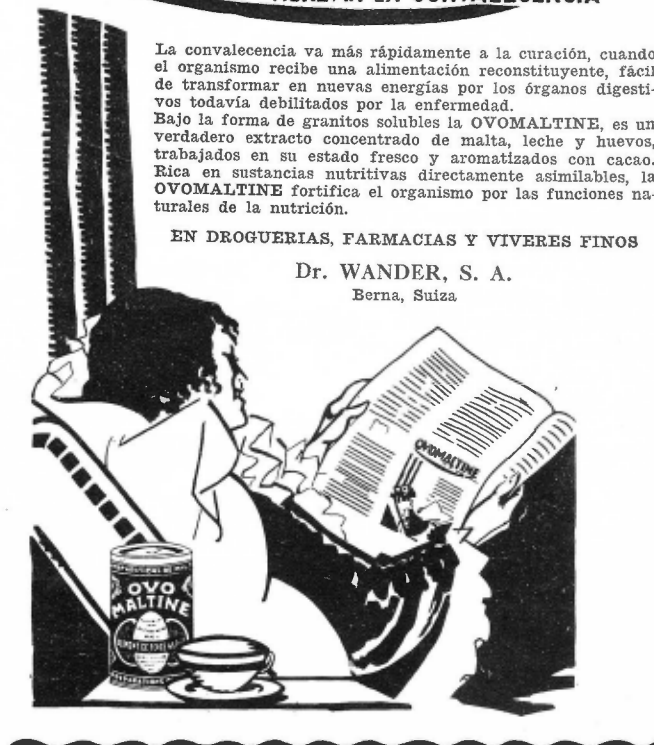 LA CONVALECENCIA
La convalecencia va más rápidamente a la curación, cuando
el organismo recibe una alimentación reconstituyente, fácil
de transformar en nuevas energías por los órganos digesti-
vos todavía debilitados por la enfermedad.
Bajo la forma de granitos solubles la OVOMALTINE, es un
verdadero extracto concentrado de malta, leche y huevos,
trabajados en su estado fresco y aromatizados con cacao.
Rica en sustancias nutritivas directamente asimilables, la
OVOMALTINE fortifica el organismo por las funciones na-
turales de la nutrición.
EN DROGUERIAS, FARMACIAS Y VIVERES FINOS
Dr. WANDER, S. A.
Berna, Suiza
OVOMALTINE
OVO
MALTINE